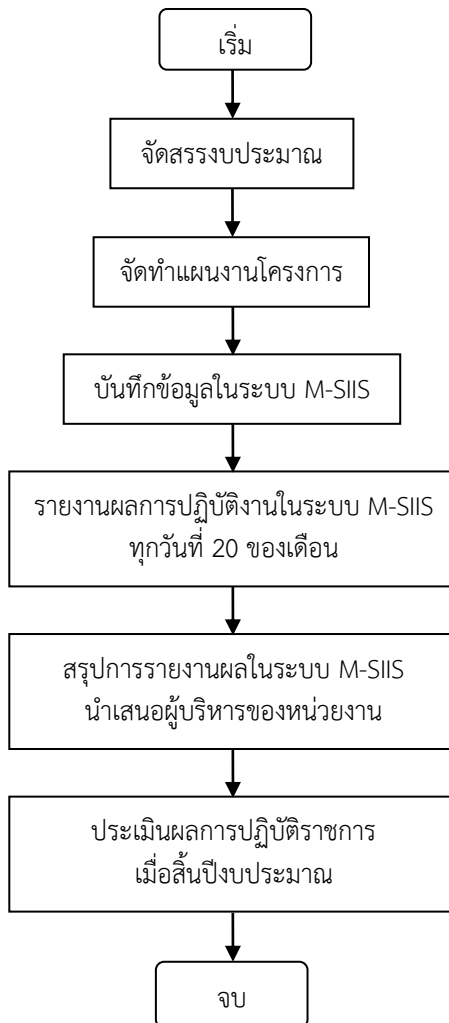 เริ่ม
จัดสรรงบประมาณ
จัดทำแผนงานโครงการ
บันทึกข้อมูลในระบบ M-SIIS
รายงานผลการปฏิบัติงานในระบบ M-SIIS
ทุกวันที่ 20 ของเดือน
สรุปการรายงานผลในระบบ M-SIIS
นำเสนอผู้บริหารของหน่วยงาน
ประเมินผลการปฏิบัติราชการ
เมื่อสิ้นปีงบประมาณ
จบ